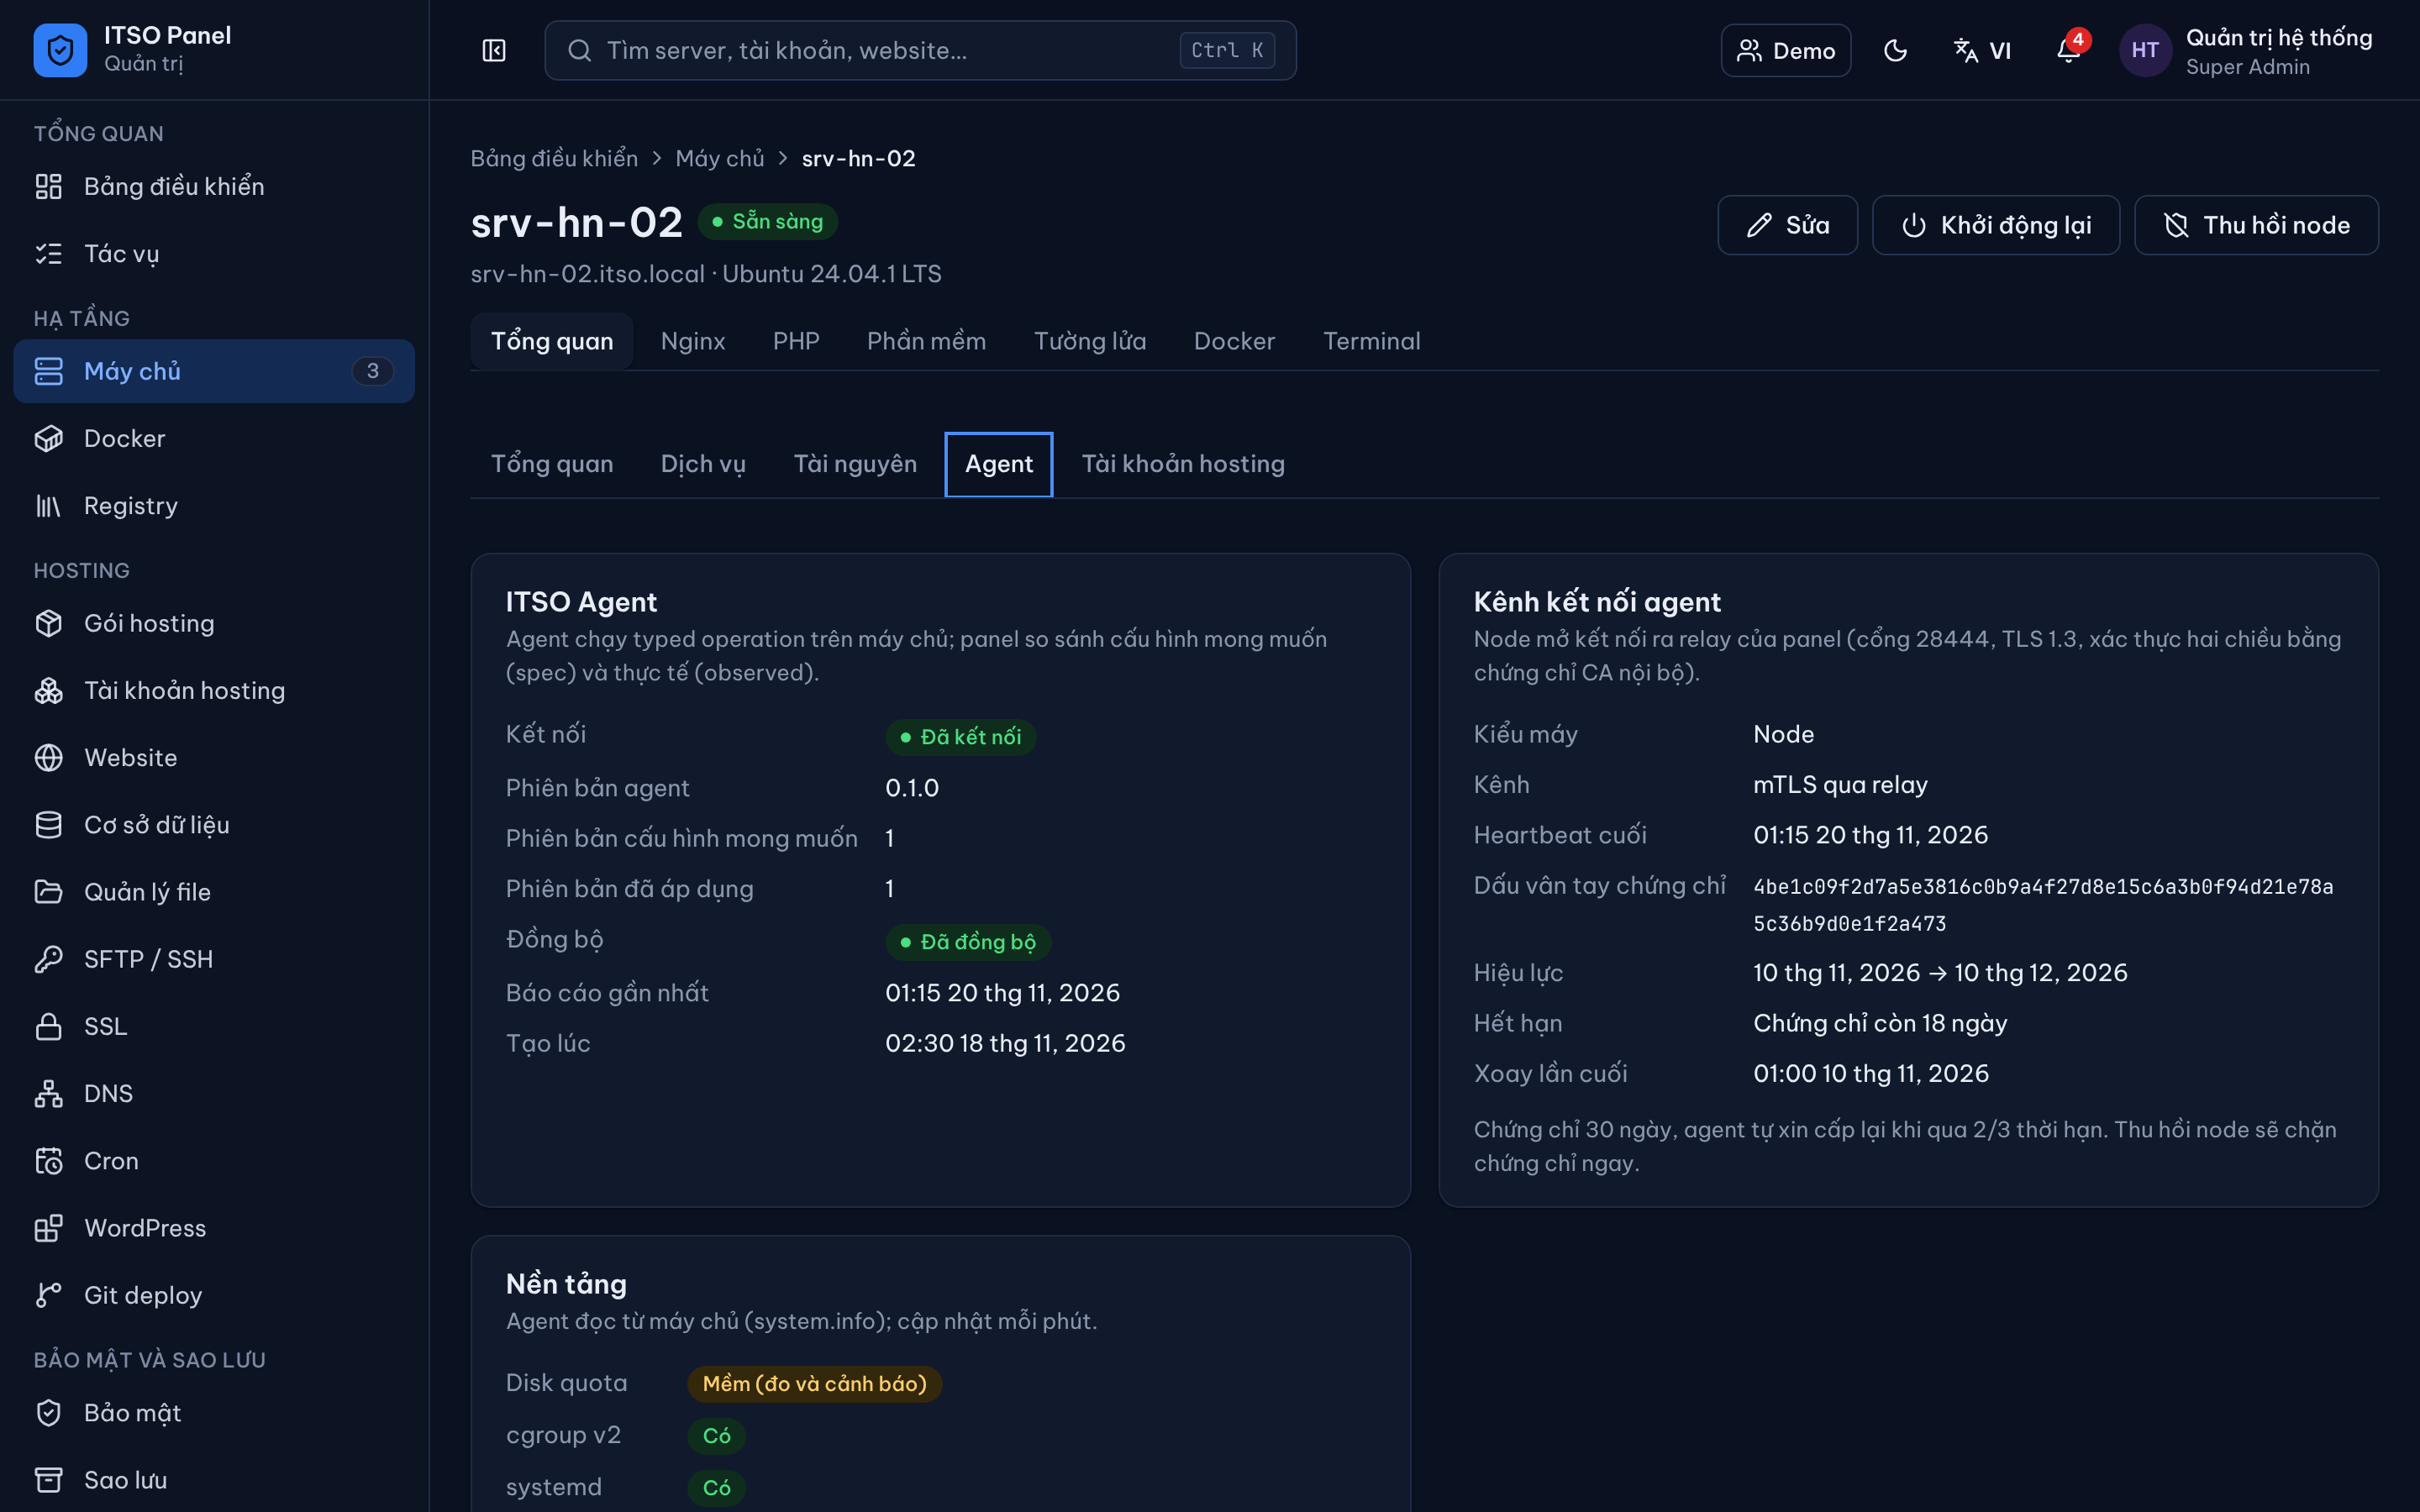 ITSO Panel
Quản trị
Tìm server, tài khoản, website...
Ctrl K
Demo
VI
4
HT
Quản trị hệ thống
Super Admin
TỔNG QUAN
Bảng điều khiển
Tác vụ
HẠ TẦNG
Máy chủ
3
Docker
Registry
HOSTING
Gói hosting
Tài khoản hosting
Website
Cơ sở dữ liệu
Quản lý file
SFTP / SSH
SSL
DNS
Cron
WordPress
Git deploy
BẢO MẬT VÀ SAO LƯU
Bảo mật
Sao lưu
Bảng điều khiển > Máy chủ > srv-hn-02
srv-hn-02
Sẵn sàng
srv-hn-02.itso.local · Ubuntu 24.04.1 LTS
Sửa
Khởi động lại
Thu hồi node
Tổng quan
Nginx
PHP
Phần mềm
Tường lửa
Docker
Terminal
Tổng quan
Dịch vụ
Tài nguyên
Agent
Tài khoản hosting
ITSO Agent
Agent chạy typed operation trên máy chủ; panel so sánh cấu hình mong muốn
(spec) và thực tế (observed).
Kết nối
Đã kết nối
Phiên bản agent
0.1.0
Phiên bản cấu hình mong muốn
1
Phiên bản đã áp dụng
1
Đồng bộ
Đã đồng bộ
Báo cáo gần nhất
01:15 20 thg 11, 2026
Tạo lúc
02:30 18 thg 11, 2026
Kênh kết nối agent
Node mở kết nối ra relay của panel (cổng 28444, TLS 1.3, xác thực hai chiều bằng
chứng chỉ CA nội bộ).
Kiểu máy
Node
Kênh
mTLS qua relay
Heartbeat cuối
01:15 20 thg 11, 2026
Dấu vân tay chứng chỉ
4be1c09f2d7a5e3816c0b9a4f27d8e15c6a3b0f94d21e78a
5c36b9d0e1f2a473
Hiệu lực
10 thg 11, 2026 → 10 thg 12, 2026
Hết hạn
Chứng chỉ còn 18 ngày
Xoay lần cuối
01:00 10 thg 11, 2026
Chứng chỉ 30 ngày, agent tự xin cấp lại khi qua 2/3 thời hạn. Thu hồi node sẽ chặn
chứng chỉ ngay.
Nền tảng
Agent đọc từ máy chủ (system.info); cập nhật mỗi phút.
Disk quota
Mềm (đo và cảnh báo)
cgroup v2
Có
systemd
Có